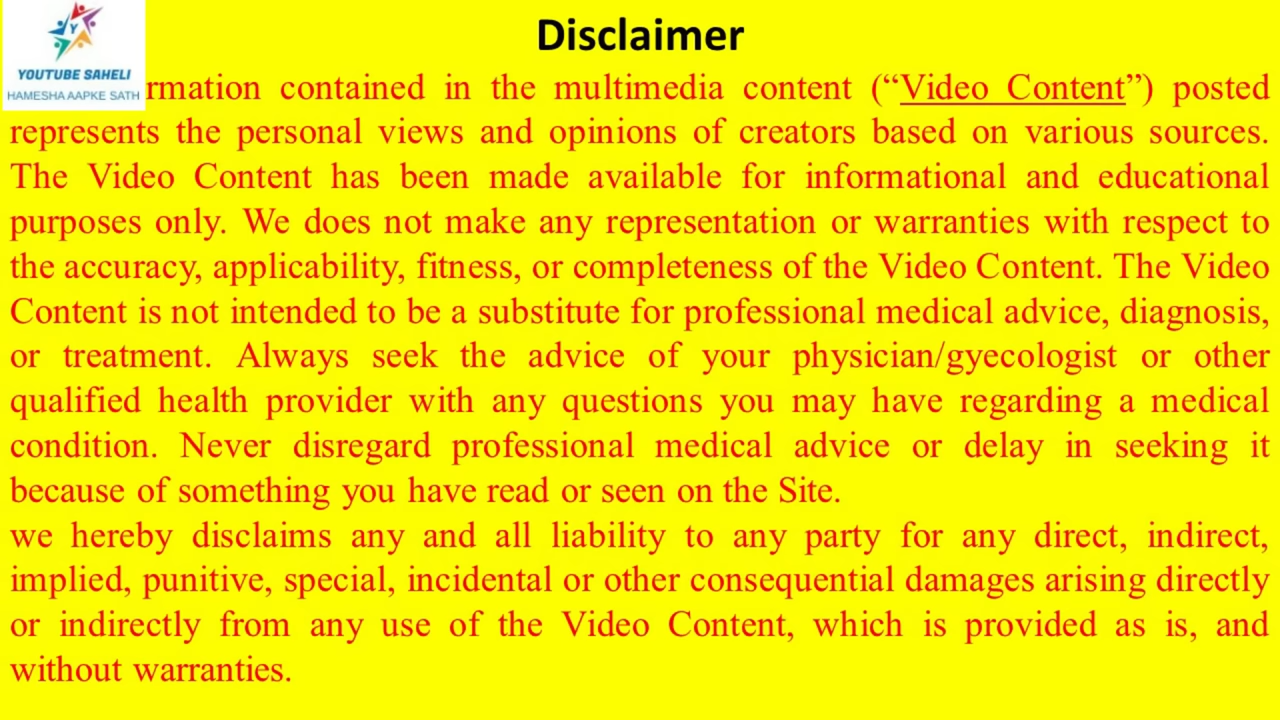 Disclaimer
Y
YOUTUBE SAHELI
HAMESHA AAPKE SATH
rmation contained in the multimedia content (“Video Content”) posted
represents the personal views and opinions of creators based on various sources.
The Video Content has been made available for informational and educational
purposes only. We does not make any representation or warranties with respect to
the accuracy, applicability, fitness, or completeness of the Video Content. The Video
Content is not intended to be a substitute for professional medical advice, diagnosis,
or treatment. Always seek the advice of your physician/gyecologist or other
qualified health provider with any questions you may have regarding a medical
condition. Never disregard professional medical advice or delay in seeking it
because of something you have read or seen on the Site.
we hereby disclaims any and all liability to any party for any direct, indirect,
implied, punitive, special, incidental or other consequential damages arising directly
or indirectly from any use of the Video Content, which is provided as is, and
without warranties.